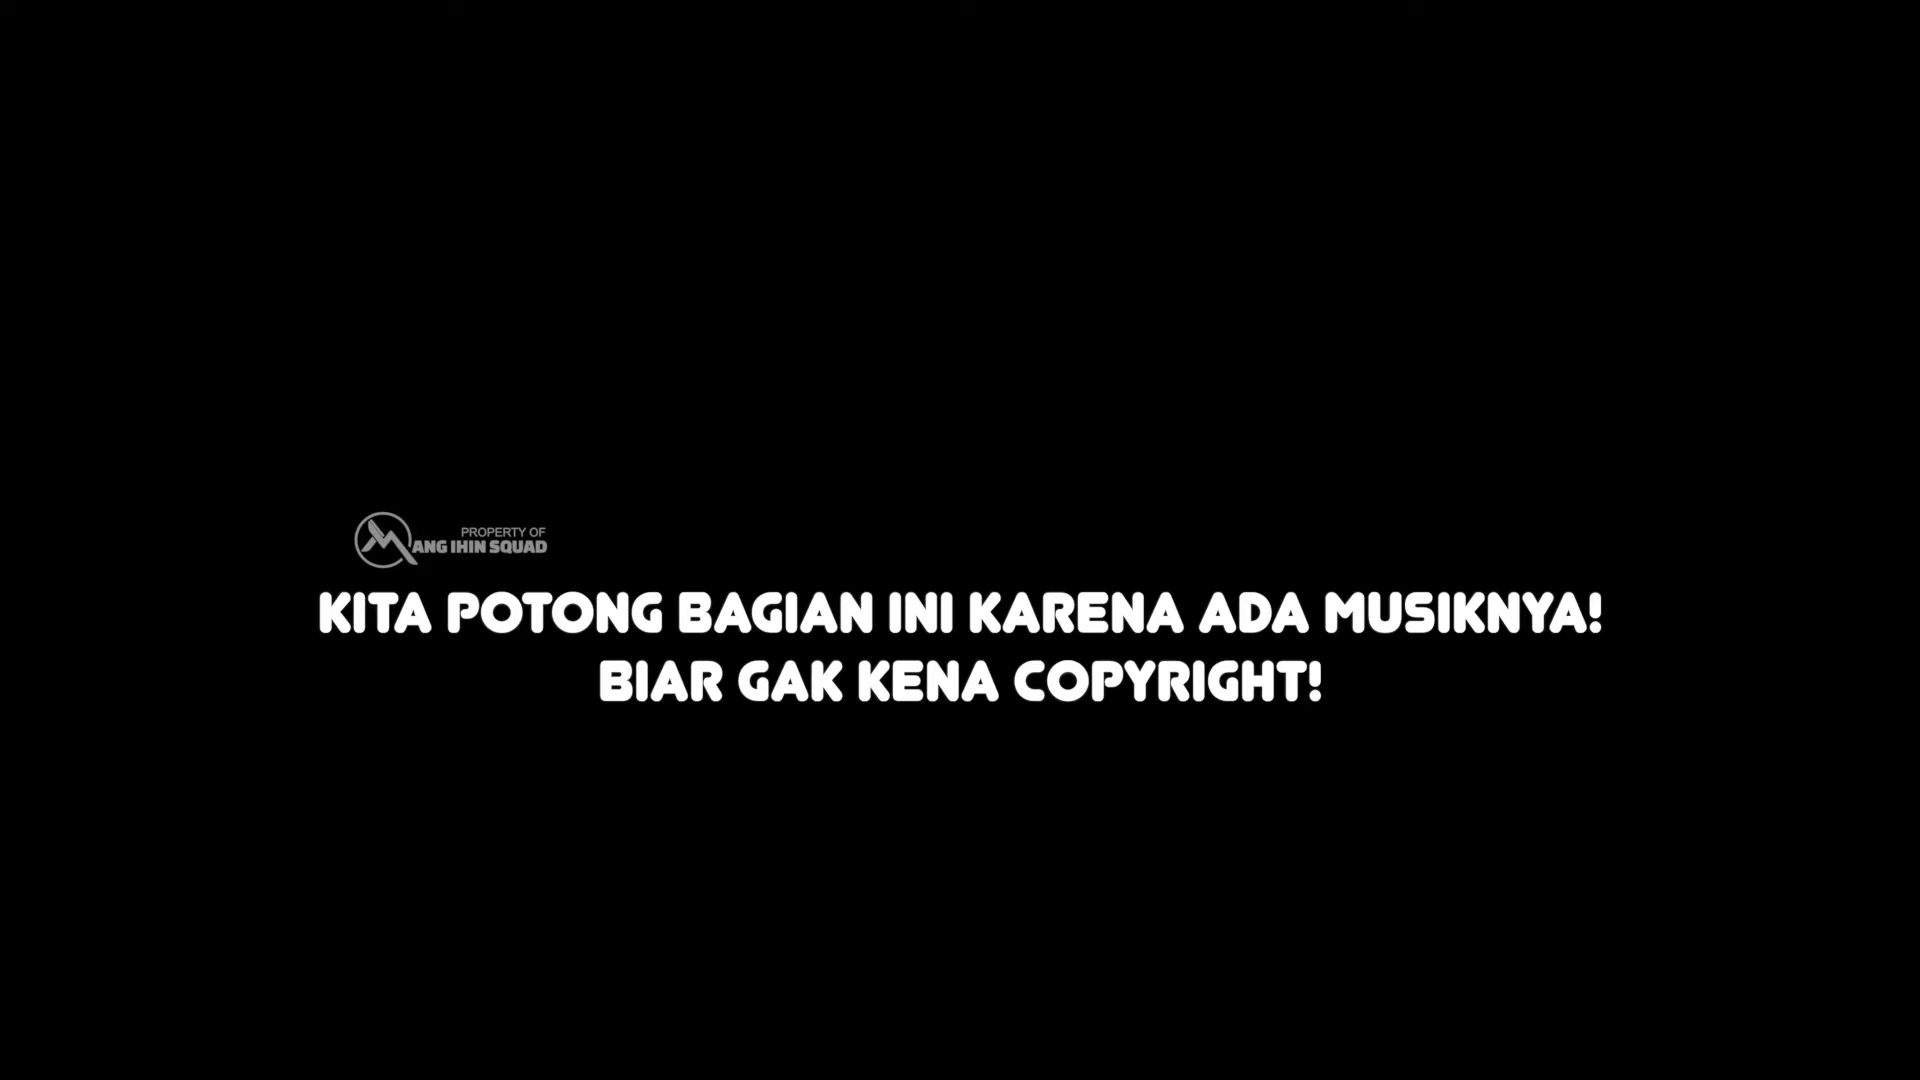 PROPERTY OF
MANG IHIN SQUAD
KITA POTONG BAGIAN INI KARENA ADA MUSIKNYA!
BIAR GAK KENA COPYRIGHT!